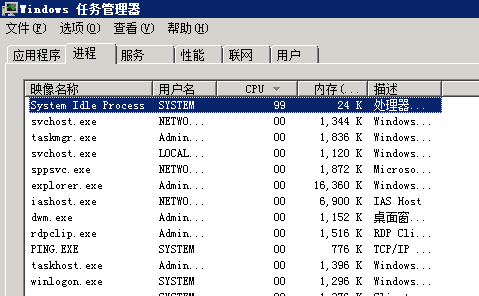 Windows 任务管理器
文件(F) 选项(O) 查看(V) 帮助(H)
应用程序 进程 服务 性能 联网 用户
映像名称 用户名 CPU 内存(... 描述
System Idle Process SYSTEM 99 24 K 处理器...
svchost.exe NETWO... 00 1,344 K Windows...
taskmgr.exe Admin... 00 1,836 K Windows...
svchost.exe LOCAL... 00 1,120 K Windows...
sppsvc.exe NETWO... 00 1,872 K Microso...
explorer.exe Admin... 00 16,360 K Windows...
iashost.exe NETWO... 00 6,900 K IAS Host
dwm.exe Admin... 00 1,152 K 桌面窗...
rdpclip.exe Admin... 00 1,516 K RDP Cli...
PING.EXE SYSTEM 00 776 K TCP/IP ...
taskhost.exe Admin... 00 1,396 K Windows...
winlogon.exe SYSTEM 00 1,296 K Windows...